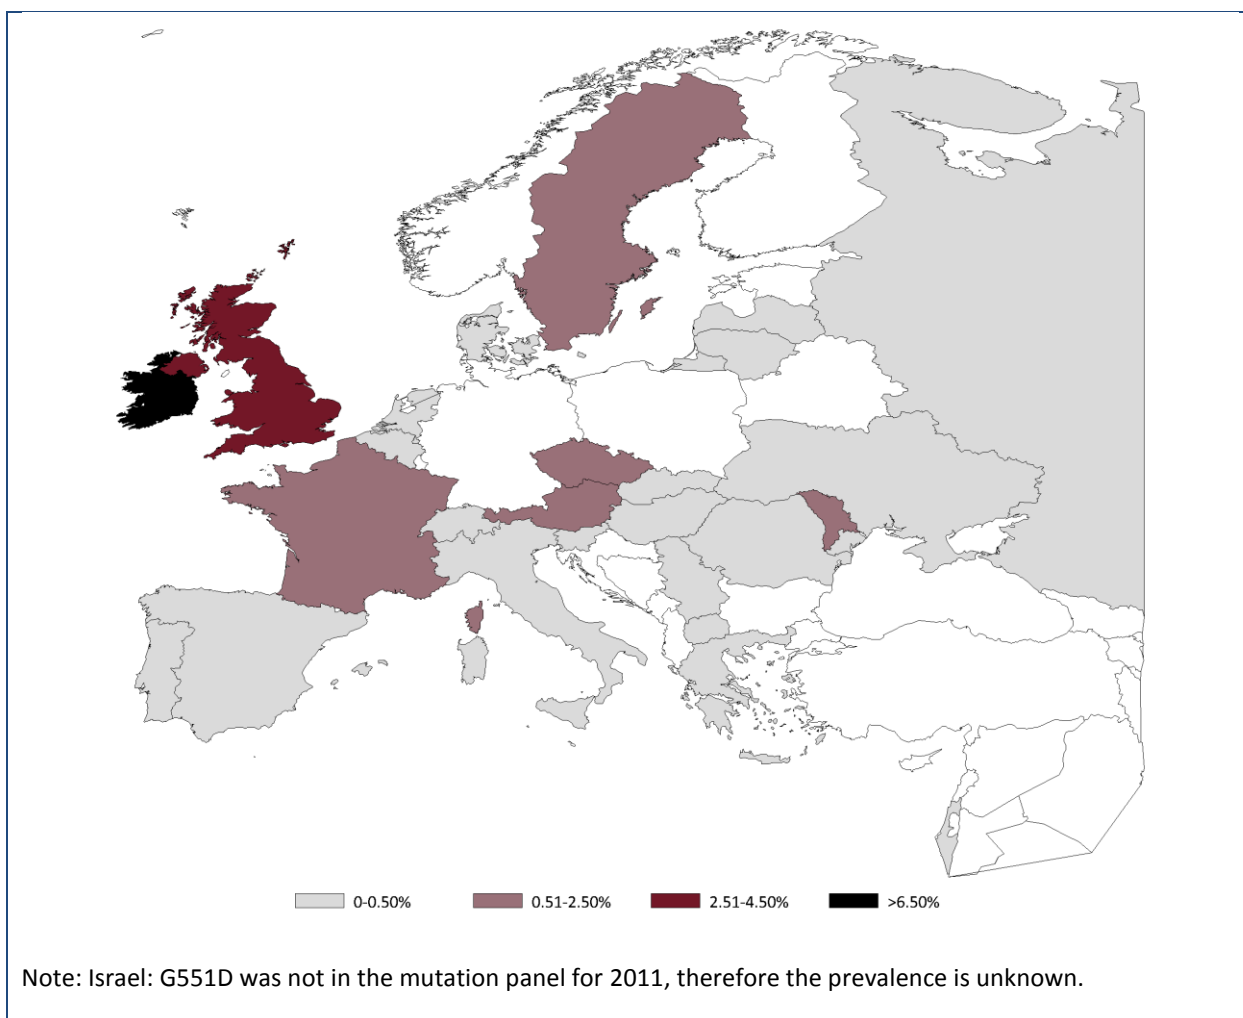 0-0.50% 0.51-2.50% 2.51-4.50% >6.50%
Note: Israel: G551D was not in the mutation panel for 2011, therefore the prevalence is unknown.